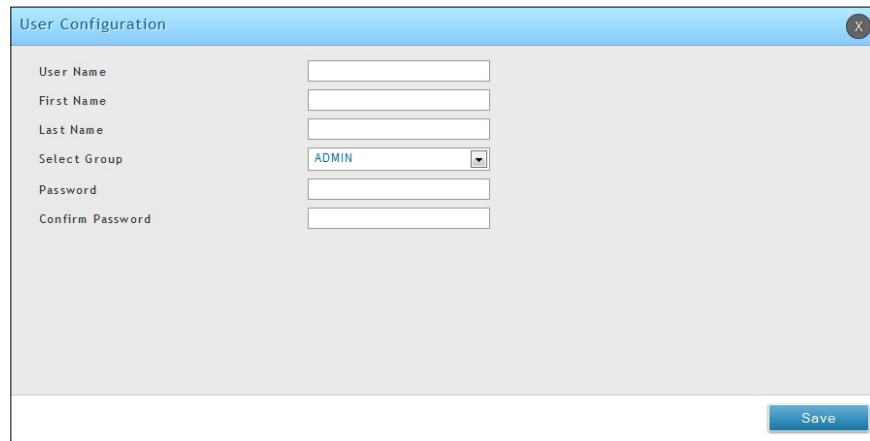 User Configuration
X
User Name
First Name
Last Name
Select Group ADMIN
Password
Confirm Password
Save